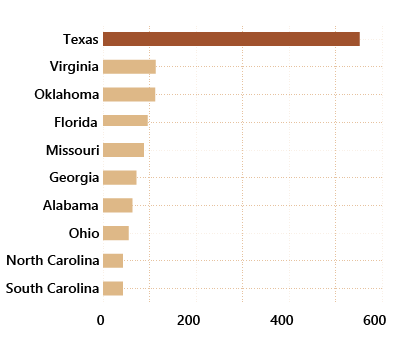 Texas
Virginia
Oklahoma
Florida
Missouri
Georgia
Alabama
Ohio
North Carolina
South Carolina
0 200 400 600